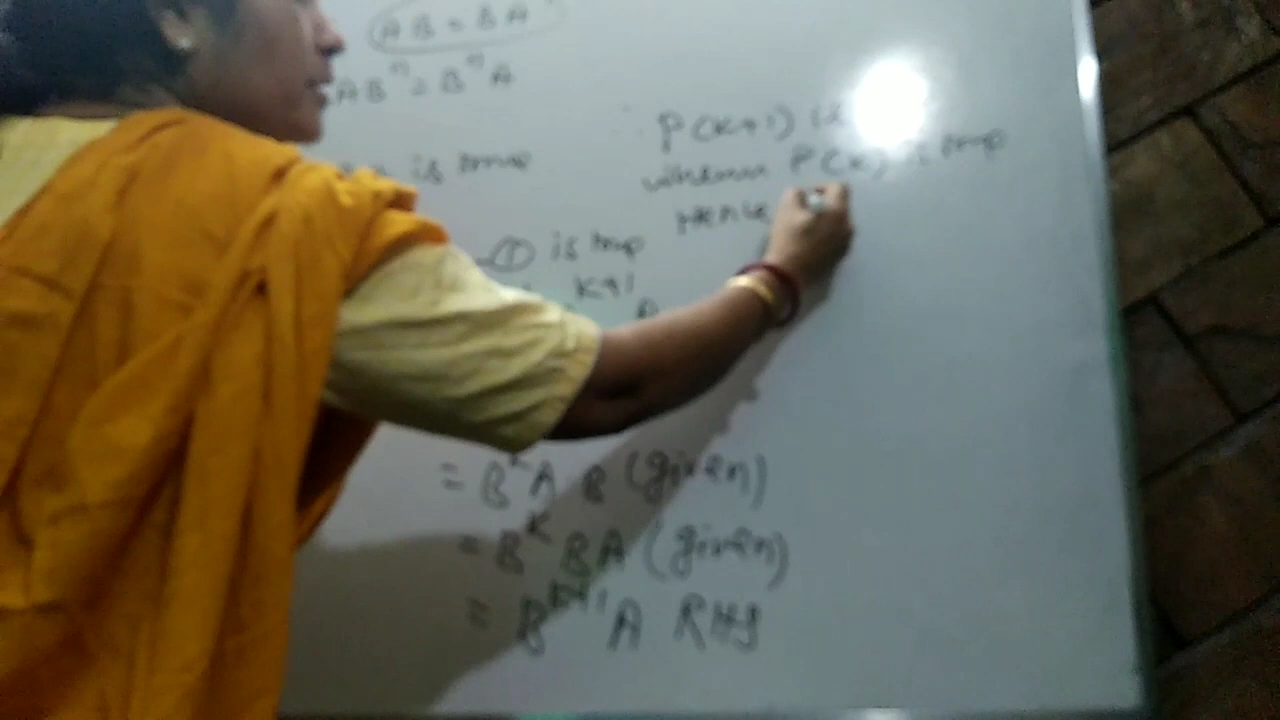 AB = BA
AB^n = B^n A
is true
① is true
K+1
= B^K A B (given)
= B^K BA (given)
= B^K+1 A RHS
P(K+1) is
whenever P(K) is true
Hence